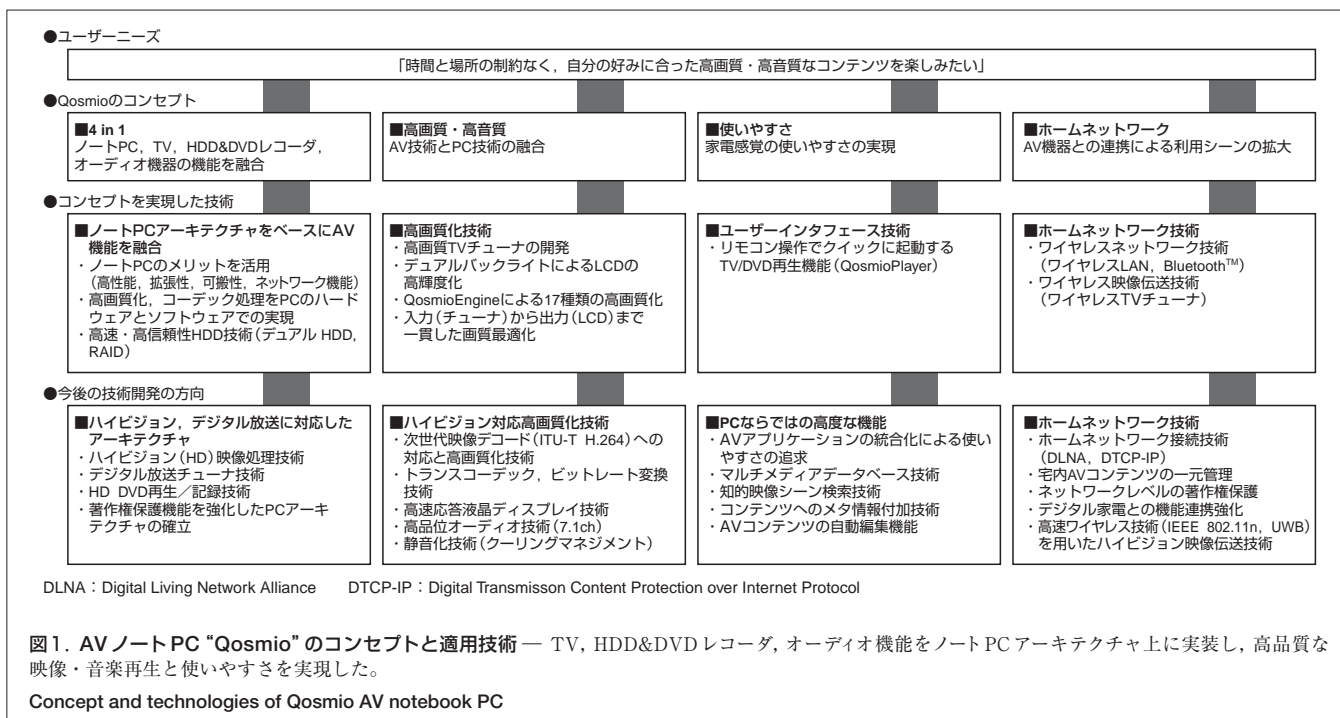 ●ユーザーニーズ
「時間と場所の制約なく，自分の好みに合った高画質・高音質なコンテンツを楽しみたい」
●Qosmioのコンセプト
■4 in 1
ノートPC，TV，HDD&DVDレコーダ，
オーディオ機器の機能を融合
■高画質・高音質
AV技術とPC技術の融合
■使いやすさ
家電感覚の使いやすさの実現
■ホームネットワーク
AV機器との連携による利用シーンの拡大
●コンセプトを実現した技術
■ノートPCアーキテクチャをベースにAV
機能を融合
・ノートPCのメリットを活用
（高性能，拡張性，可搬性，ネットワーク機能）
・高画質化，コーデック処理をPCのハード
ウェアとソフトウェアでの実現
・高速・高信頼性HDD技術（デュアル HDD，
RAID）
■高画質化技術
・高画質TVチューナの開発
・デュアルバックライトによるLCDの
高輝度化
・QosmioEngineによる17種類の高画質化
・入力（チューナ）から出力（LCD）まで
一貫した画質最適化
■ユーザーインタフェース技術
・リモコン操作でクイックに起動する
TV/DVD再生機能（QosmioPlayer）
■ホームネットワーク技術
・ワイヤレスネットワーク技術
（ワイヤレスLAN，Bluetooth™）
・ワイヤレス映像伝送技術
（ワイヤレスTVチューナ）
●今後の技術開発の方向
■ハイビジョン，デジタル放送に対応した
アーキテクチャ
・ハイビジョン（HD）映像処理技術
・デジタル放送チューナ技術
・HD DVD再生／記録技術
・著作権保護機能を強化したPCアーキ
テクチャの確立
■ハイビジョン対応高画質化技術
・次世代映像デコード（ITU-T H.264）への
対応と高画質化技術
・トランスコーデック，ビットレート変換
技術
・高速応答液晶ディスプレイ技術
・高品位オーディオ技術（7.1ch）
・静音化技術（クーリングマネジメント）
■PCならではの高度な機能
・AVアプリケーションの統合化による使い
やすさの追求
・マルチメディアデータベース技術
・知的映像シーン検索技術
・コンテンツへのメタ情報付加技術
・AVコンテンツの自動編集機能
■ホームネットワーク技術
・ホームネットワーク接続技術
（DLNA，DTCP-IP）
・宅内AVコンテンツの一元管理
・ネットワークレベルの著作権保護
・デジタル家電との機能連携強化
・高速ワイヤレス技術（IEEE 802.11n，UWB）
を用いたハイビジョン映像伝送技術
DLNA：Digital Living Network Alliance　DTCP-IP：Digital Transmisson Content Protection over Internet Protocol
図1．AVノートPC “Qosmio” のコンセプトと適用技術 ― TV，HDD&DVDレコーダ，オーディオ機能をノートPCアーキテクチャ上に実装し，高品質な
映像・音楽再生と使いやすさを実現した。
Concept and technologies of Qosmio AV notebook PC